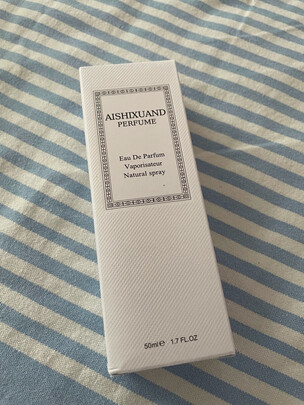 AISHIXUAND
PERFUME
Eau De Parfum
Vaporisateur
Natural spray
50ml℮ 1.7 FL.OZ